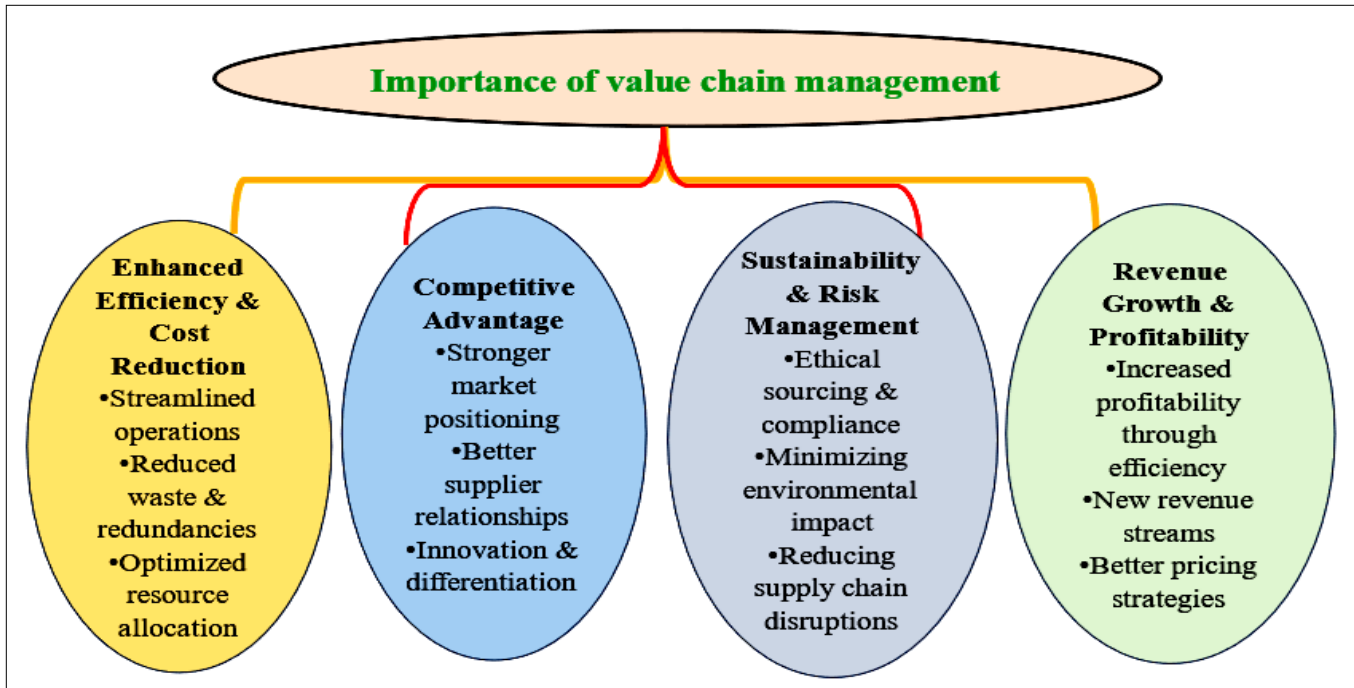 Importance of value chain management
Enhanced
Efficiency &
Cost
Reduction
•Streamlined
operations
•Reduced
waste &
redundancies
•Optimized
resource
allocation
Competitive
Advantage
•Stronger
market
positioning
•Better
supplier
relationships
•Innovation &
differentiation
Sustainability
& Risk
Management
•Ethical
sourcing &
compliance
•Minimizing
environmental
impact
•Reducing
supply chain
disruptions
Revenue
Growth &
Profitability
•Increased
profitability
through
efficiency
•New revenue
streams
•Better pricing
strategies